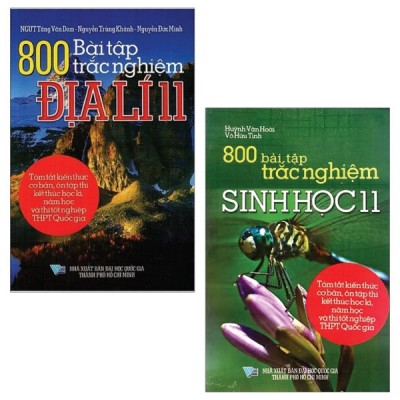 NGƯT Tăng Văn Dom - Nguyễn Trùng Khánh - Nguyễn Đức Minh
800 Bài tập
trắc nghiệm
ĐỊA LÍ 11
Tóm tắt kiến thức
cơ bản, ôn tập thi
kết thúc học kì,
năm học
và thi tốt nghiệp
THPT Quốc gia
NHÀ XUẤT BẢN ĐẠI HỌC QUỐC GIA
THÀNH PHỐ HỒ CHÍ MINH
Huỳnh Văn Hoài
Võ Hữu Tình
800 bài tập
trắc nghiệm
SINH HỌC 11
Tóm tắt kiến thức
cơ bản, ôn tập thi
kết thúc học kì,
năm học
và thi tốt nghiệp
THPT Quốc gia
NHÀ XUẤT BẢN ĐẠI HỌC QUỐC GIA
THÀNH PHỐ HỒ CHÍ MINH